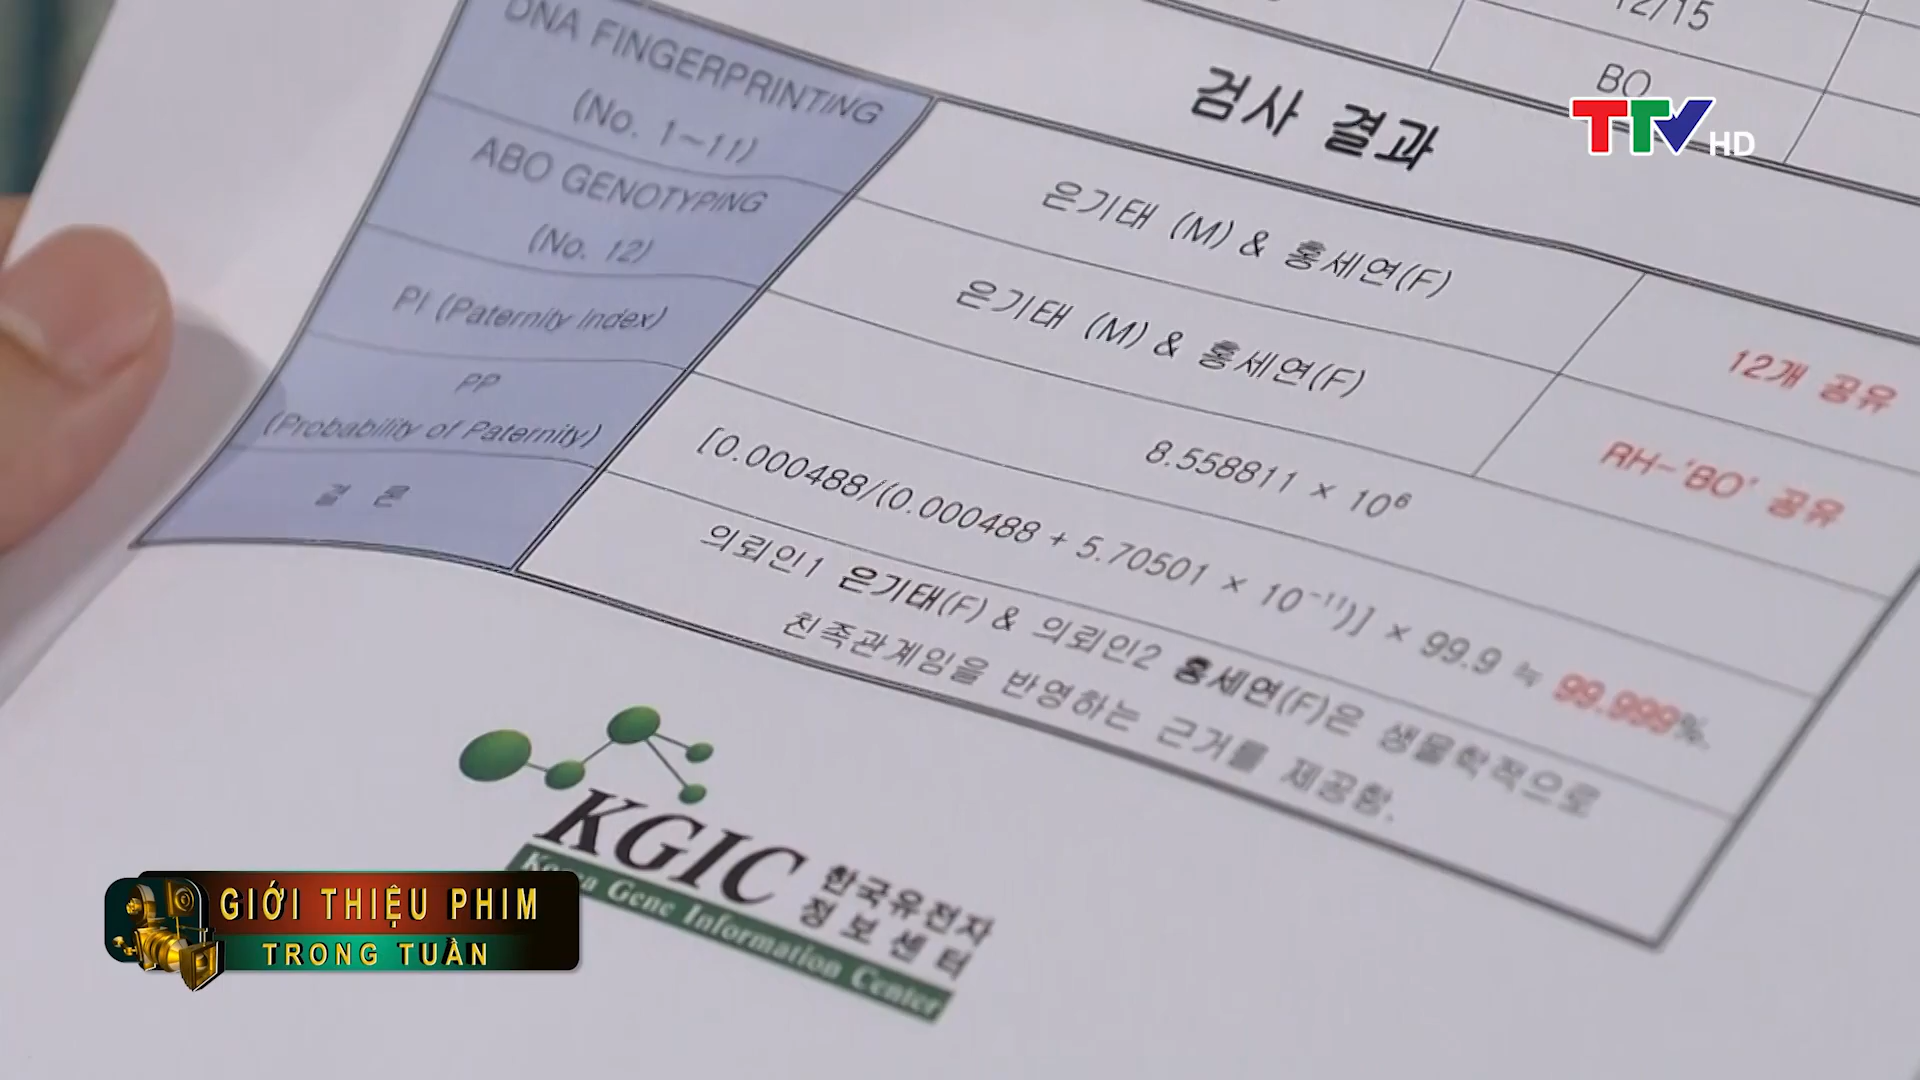 12/15
BO
TTV HD
검사 결과
DNA FINGERPRINTING
(No. 1~11)
은기태 (M) & 홍세연(F)
12개 공유
ABO GENOTYPING
(No. 12)
은기태 (M) & 홍세연(F)
RH-'BO' 공유
PI (Paternity Index)
8.558811 × 10⁶
PP
(Probability of Paternity)
[0.000488/(0.000488 + 5.70501 × 10⁻¹¹)] × 99.9 ≒ 99.999%.
결 론
의뢰인1 은기태(F) & 의뢰인2 홍세연(F)은 생물학적으로
친족관계임을 반영하는 근거를 제공함.
KGIC 한국유전자
정보센터
Korea Gene Information Center
GIỚI THIỆU PHIM
TRONG TUẦN